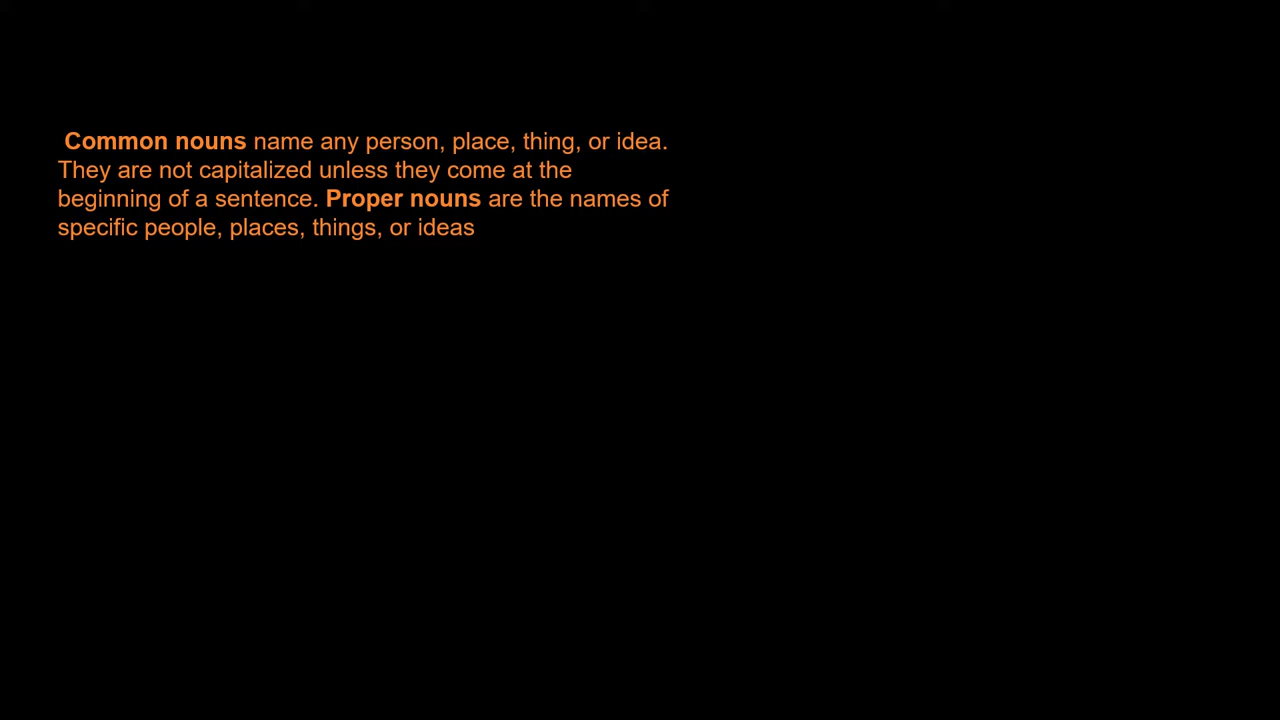 Common nouns name any person, place, thing, or idea.
They are not capitalized unless they come at the
beginning of a sentence. Proper nouns are the names of
specific people, places, things, or ideas